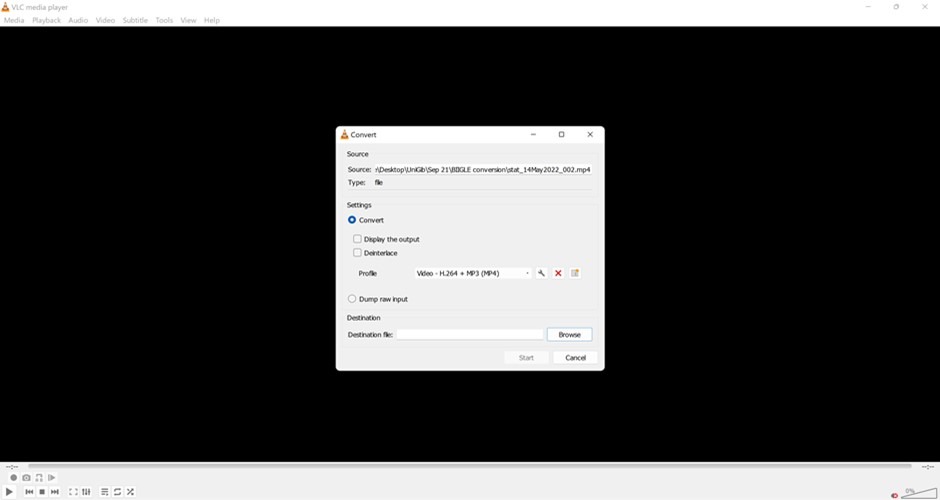 VLC media player
Media Playback Audio Video Subtitle Tools View Help
Convert
Source
Source: :\Desktop\UniGib\Sep 21\BIIGLE conversion\stat_14May2022_002.mp4
Type: file
Settings
Convert
Display the output
Deinterlace
Profile Video - H.264 + MP3 (MP4)
Dump raw input
Destination
Destination file: Browse
Start Cancel
--:-- --:--
0%